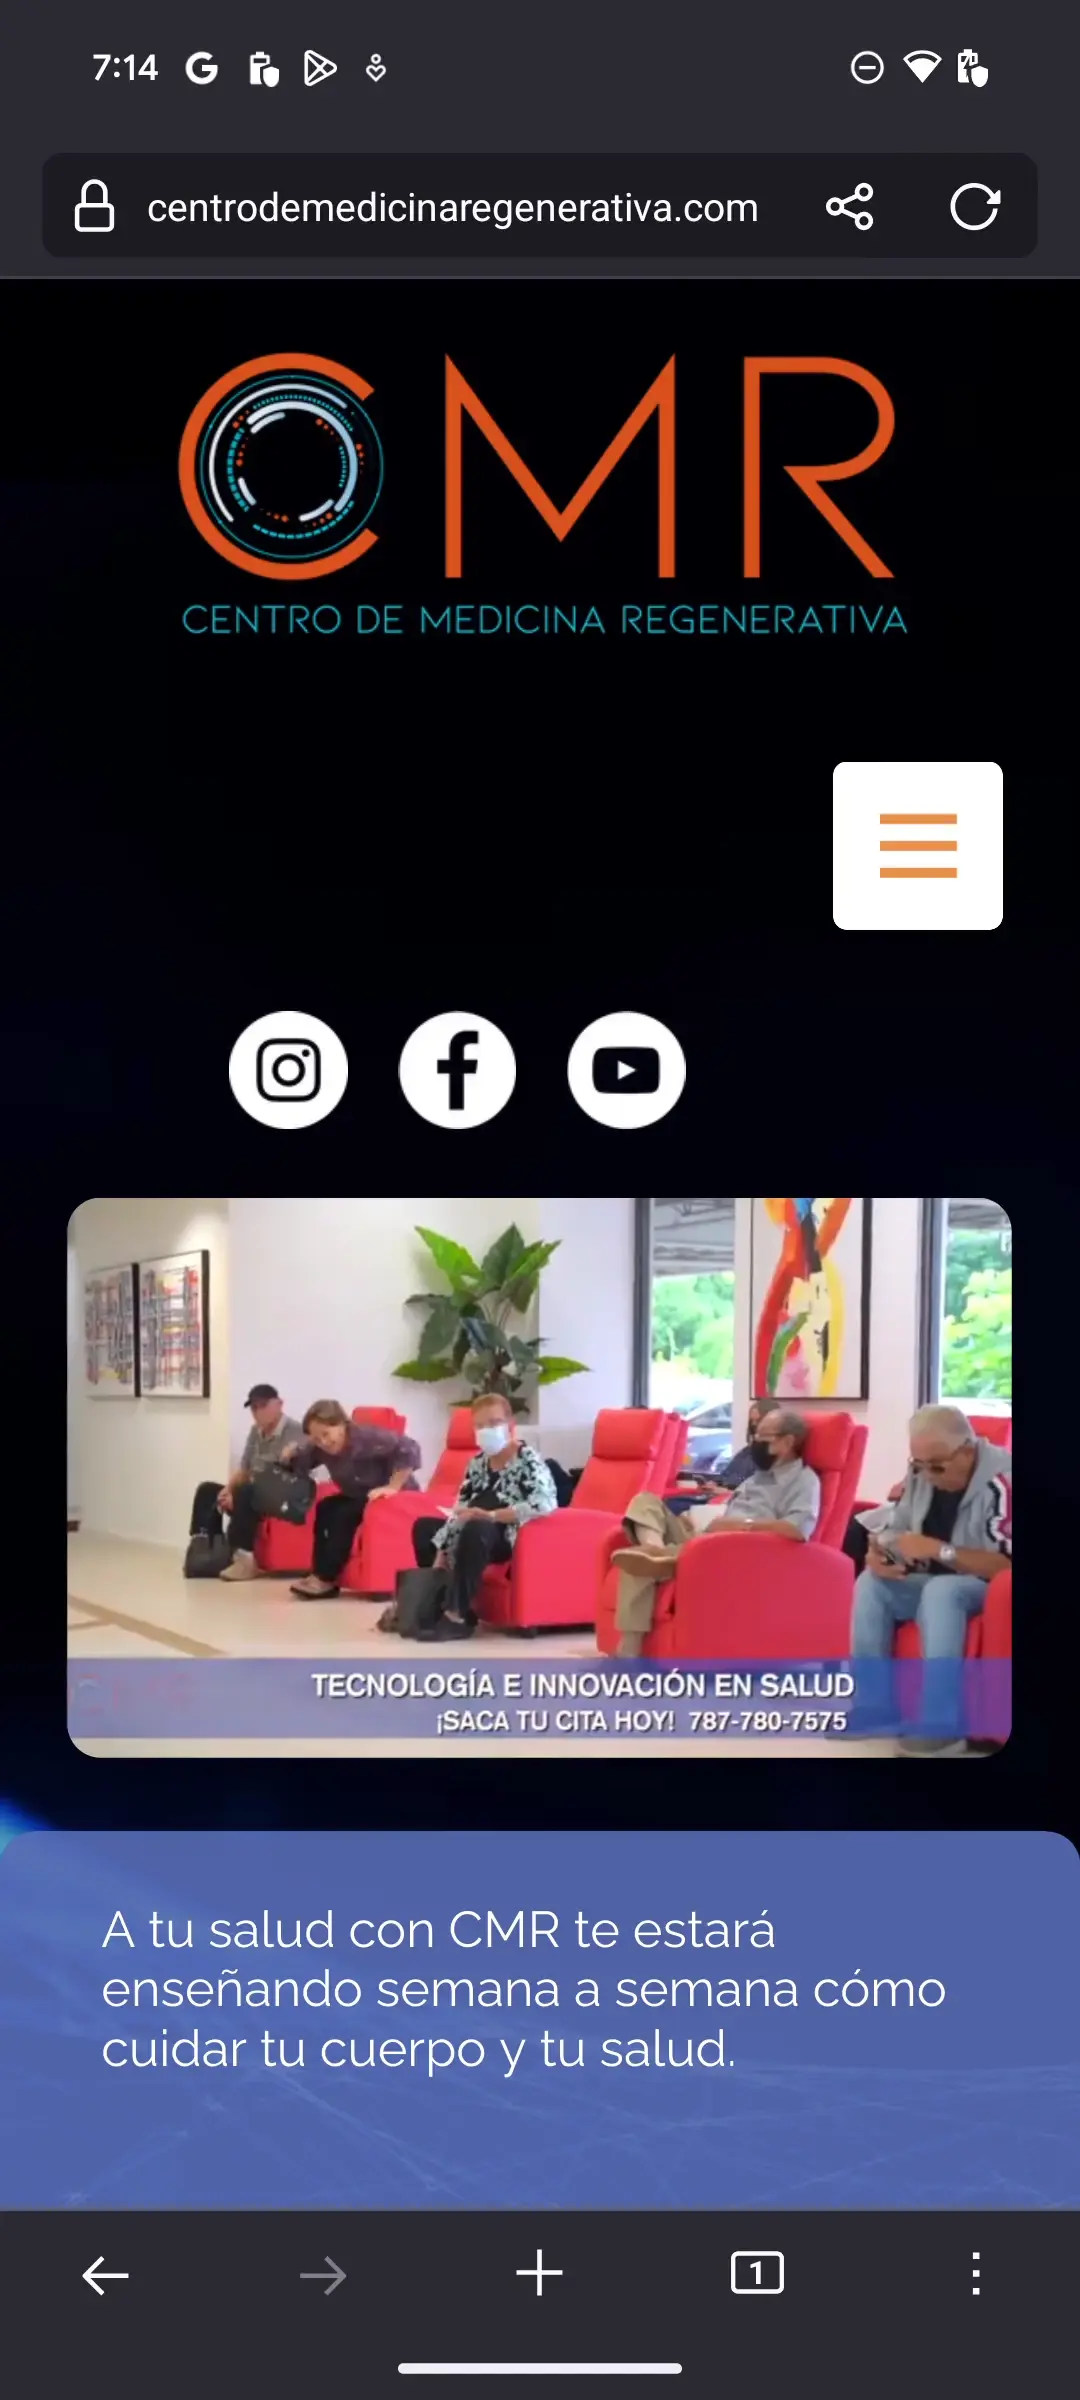 7:14
centrodemedicinaregenerativa.com
CMR
CENTRO DE MEDICINA REGENERATIVA
TECNOLOGÍA E INNOVACIÓN EN SALUD
¡SACA TU CITA HOY! 787-780-7575
A tu salud con CMR te estará
enseñando semana a semana cómo
cuidar tu cuerpo y tu salud.
1